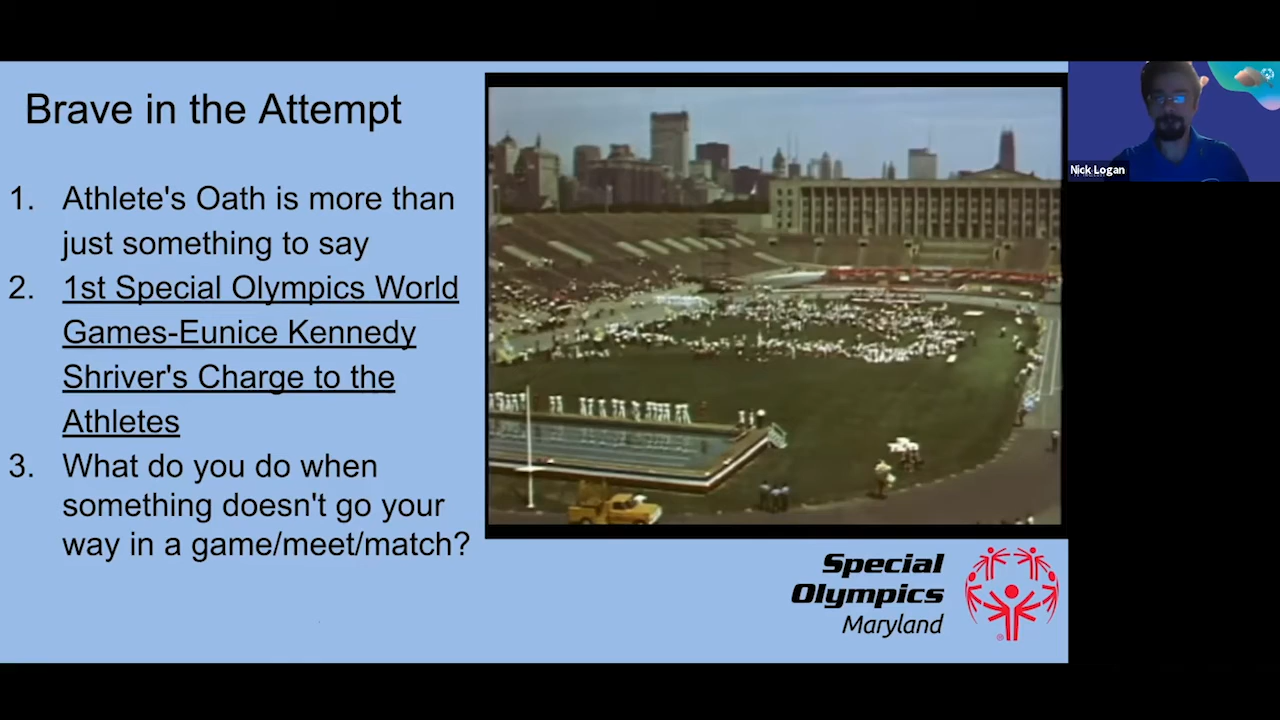 Brave in the Attempt
1. Athlete's Oath is more than
just something to say
2. 1st Special Olympics World
Games-Eunice Kennedy
Shriver's Charge to the
Athletes
3. What do you do when
something doesn't go your
way in a game/meet/match?
Special
Olympics
Maryland
®
Nick Logan